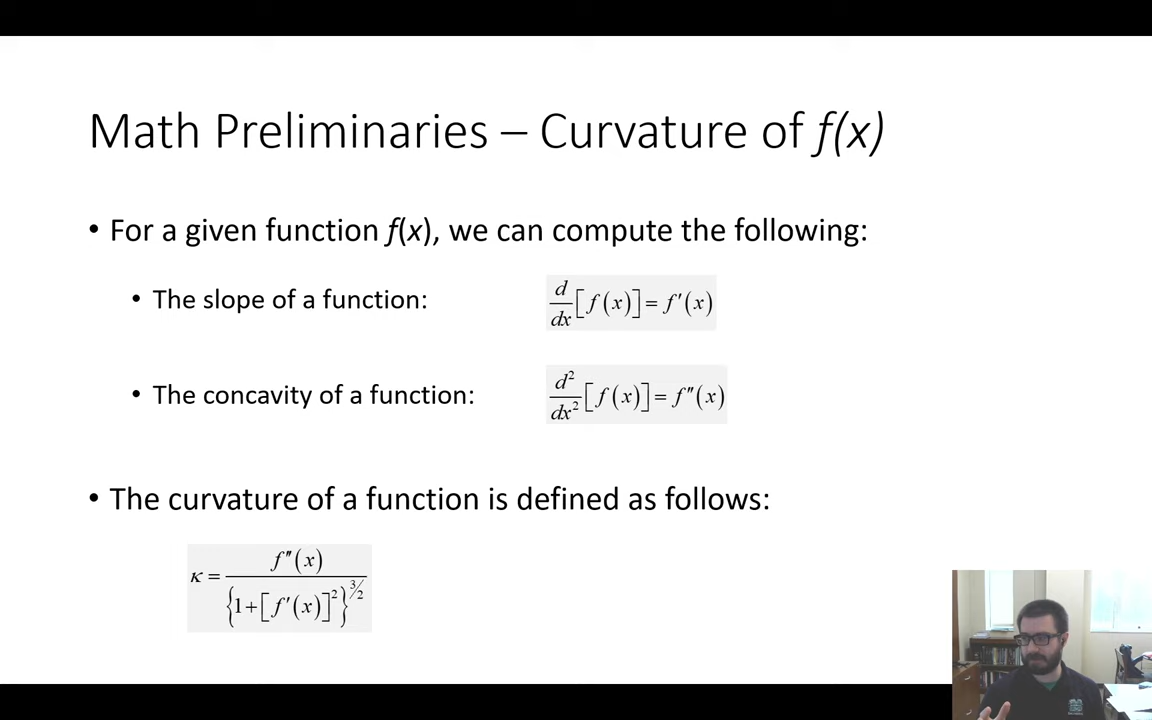 Math Preliminaries – Curvature of f(x)
• For a given function f(x), we can compute the following:
• The slope of a function: d/dx [f(x)] = f′(x)
• The concavity of a function: d²/dx² [f(x)] = f″(x)
• The curvature of a function is defined as follows:
κ = f″(x) / {1+[f′(x)]²}^(3/2)